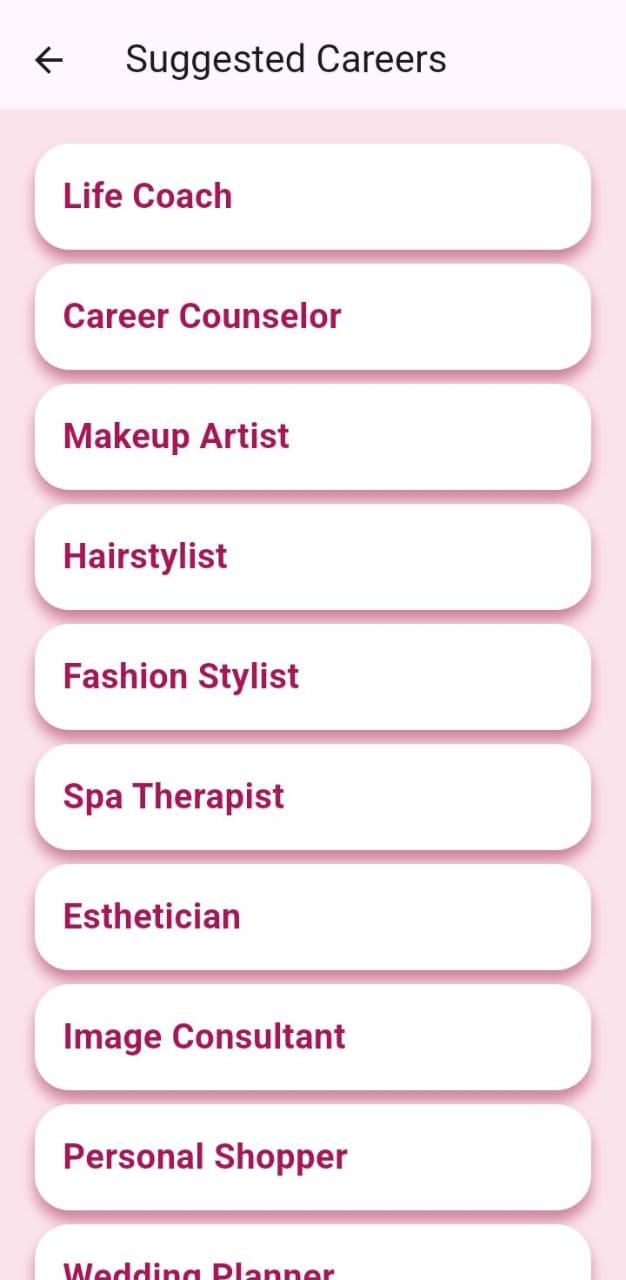 Suggested Careers
Life Coach
Career Counselor
Makeup Artist
Hairstylist
Fashion Stylist
Spa Therapist
Esthetician
Image Consultant
Personal Shopper
Wedding Planner